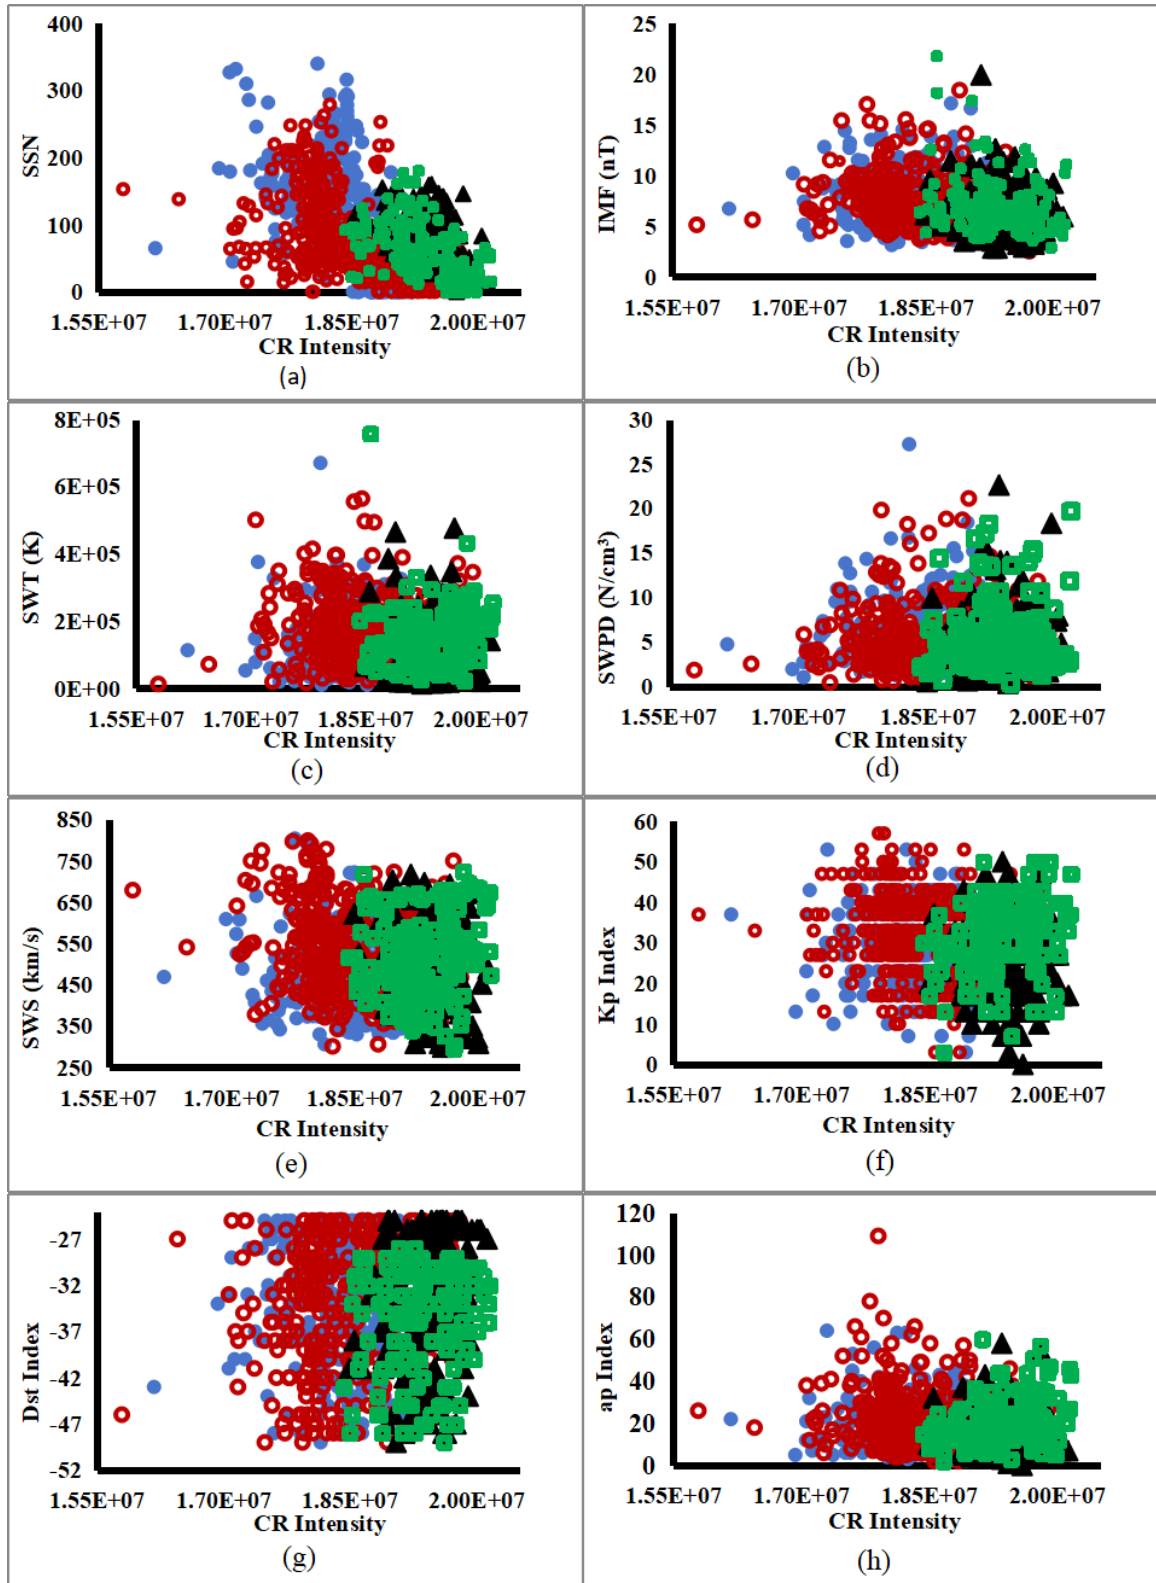 400
300
200
100
0
SSN
1.55E+07 1.70E+07 1.85E+07 2.00E+07
CR Intensity
(a)
25
20
15
10
5
0
IMF (nT)
1.55E+07 1.70E+07 1.85E+07 2.00E+07
CR Intensity
(b)
8E+05
6E+05
4E+05
2E+05
0E+00
SWT (K)
1.55E+07 1.70E+07 1.85E+07 2.00E+07
CR Intensity
(c)
30
25
20
15
10
5
0
SWPD (N/cm³)
1.55E+07 1.70E+07 1.85E+07 2.00E+07
CR Intensity
(d)
850
750
650
550
450
350
250
SWS (km/s)
1.55E+07 1.70E+07 1.85E+07 2.00E+07
CR Intensity
(e)
60
50
40
30
20
10
0
Kp Index
1.55E+07 1.70E+07 1.85E+07 2.00E+07
CR Intensity
(f)
-27
-32
-37
-42
-47
-52
Dst Index
1.55E+07 1.70E+07 1.85E+07 2.00E+07
CR Intensity
(g)
120
100
80
60
40
20
0
ap Index
1.55E+07 1.70E+07 1.85E+07 2.00E+07
CR Intensity
(h)